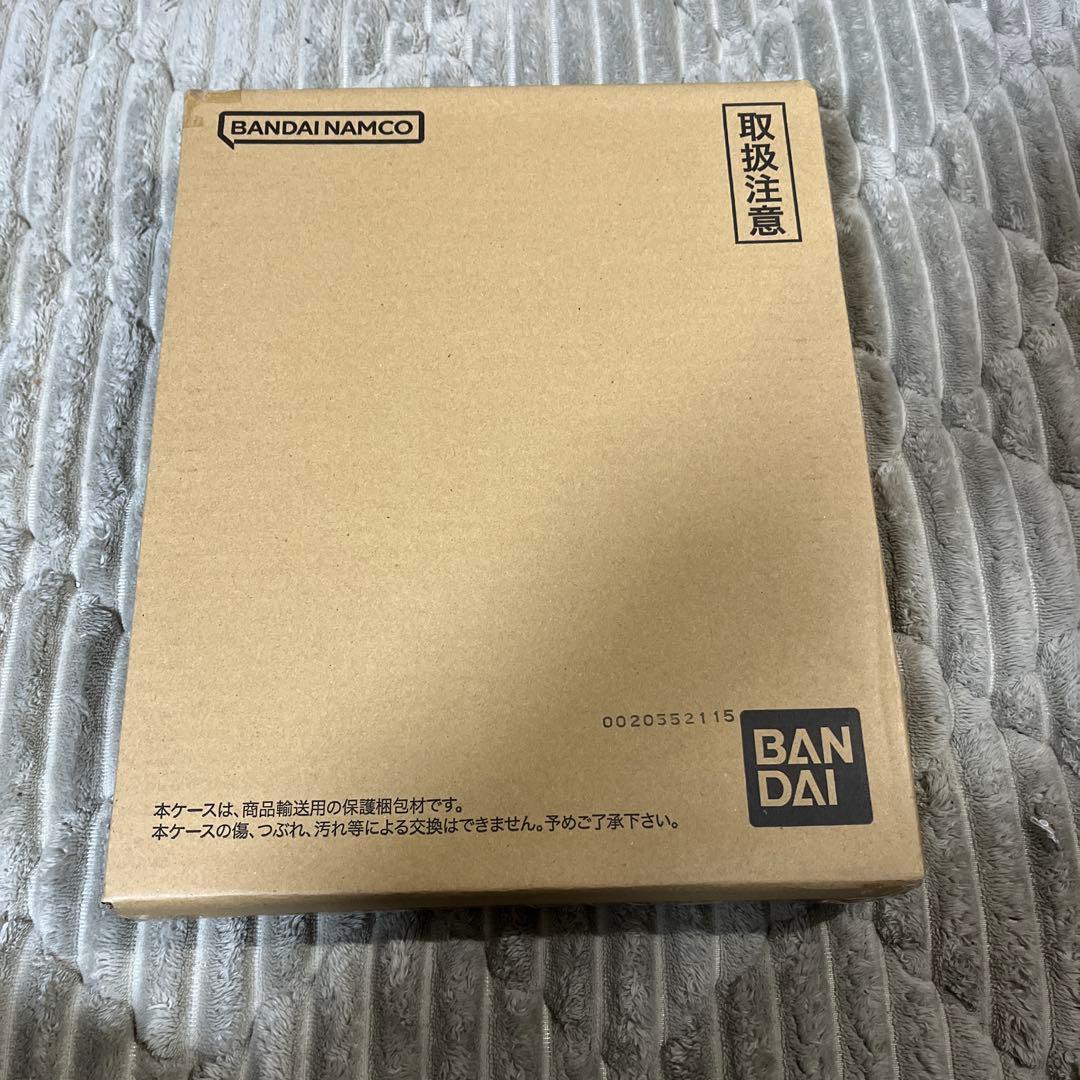 BANDAI NAMCO
取扱注意
0020552115
BAN
DAI
本ケースは、商品輸送用の保護梱包材です。
本ケースの傷、つぶれ、汚れ等による交換はできません。予めご了承下さい。